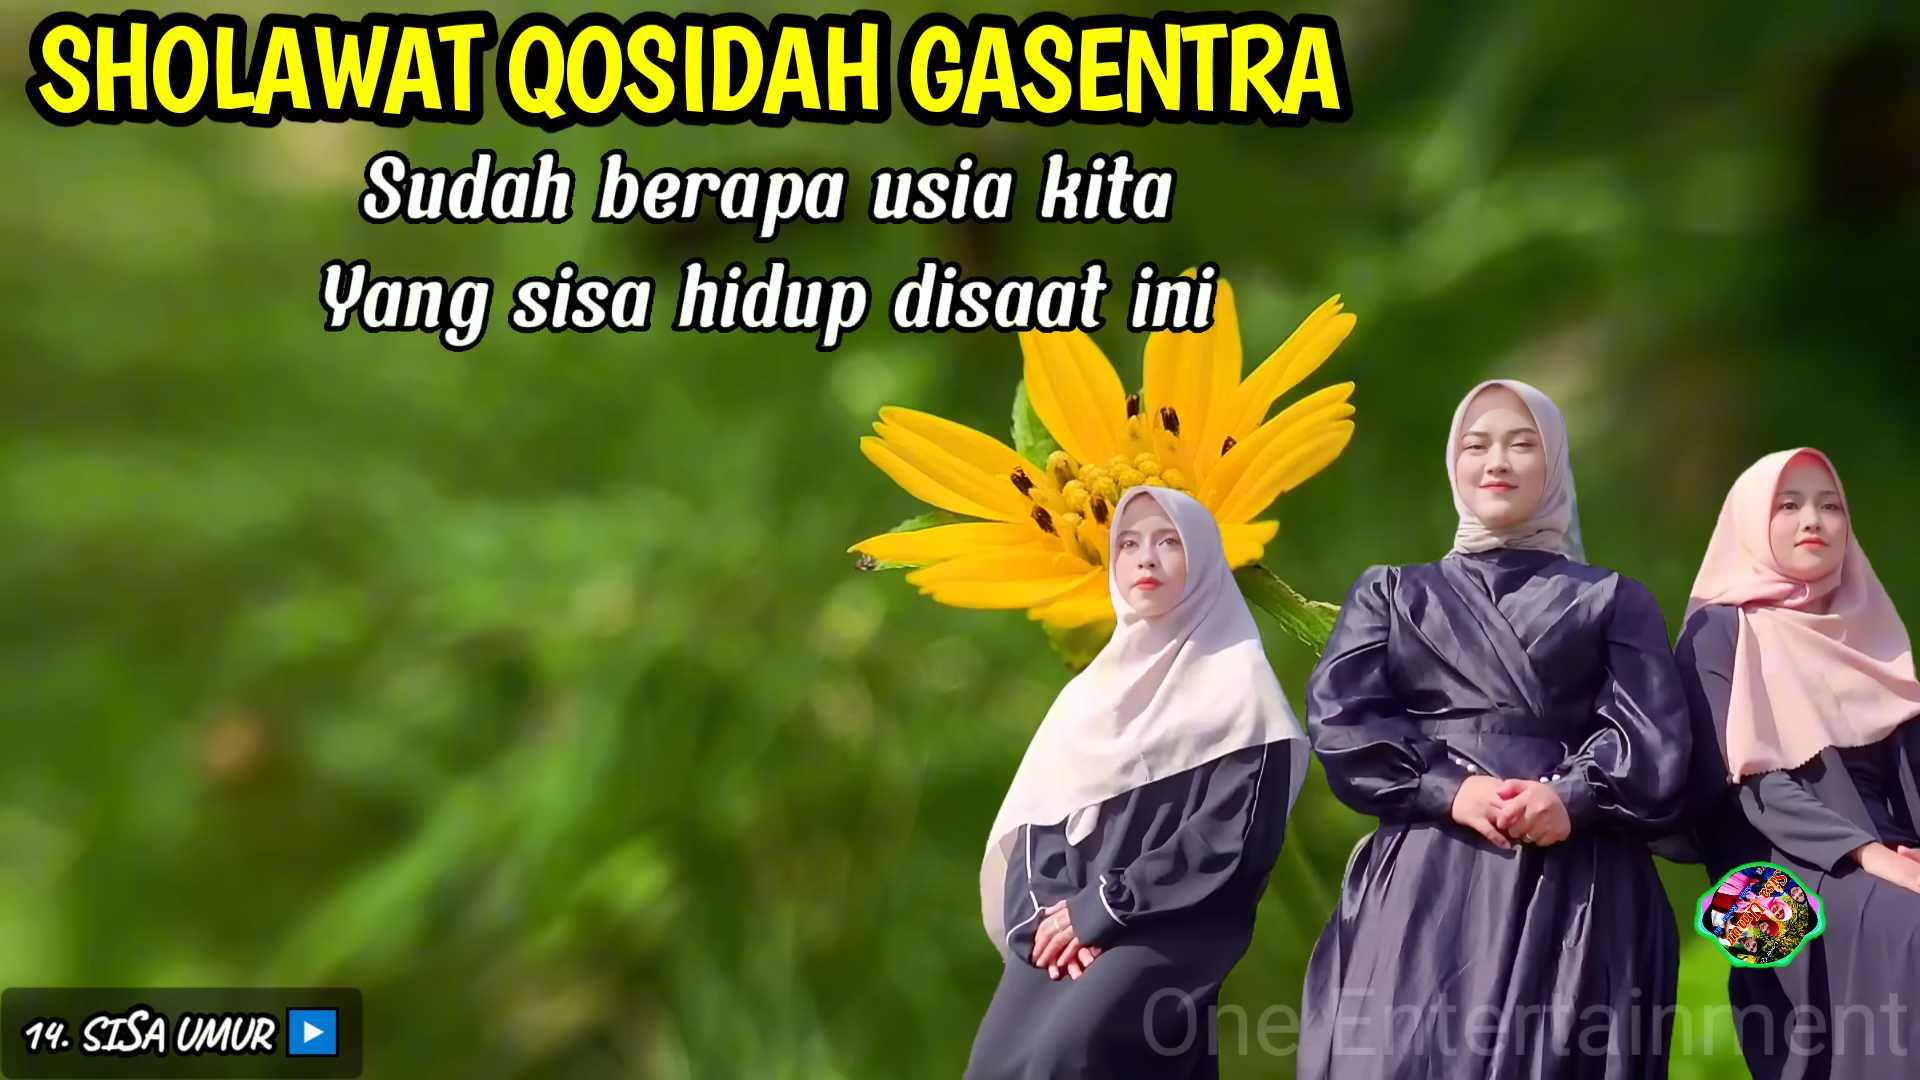 SHOLAWAT QOSIDAH GASENTRA
Sudah berapa usia kita
Yang sisa hidup disaat ini
14. SISA UMUR
One Entertainment